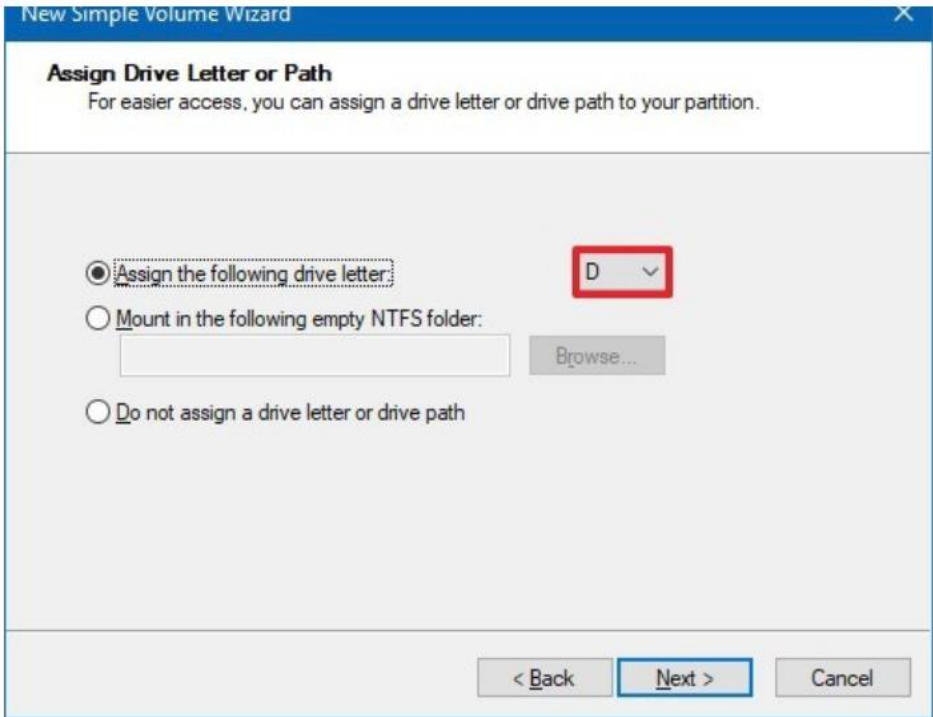 New Simple Volume Wizard
Assign Drive Letter or Path
For easier access, you can assign a drive letter or drive path to your partition.
Assign the following drive letter: D
Mount in the following empty NTFS folder:
Browse...
Do not assign a drive letter or drive path
< Back Next > Cancel